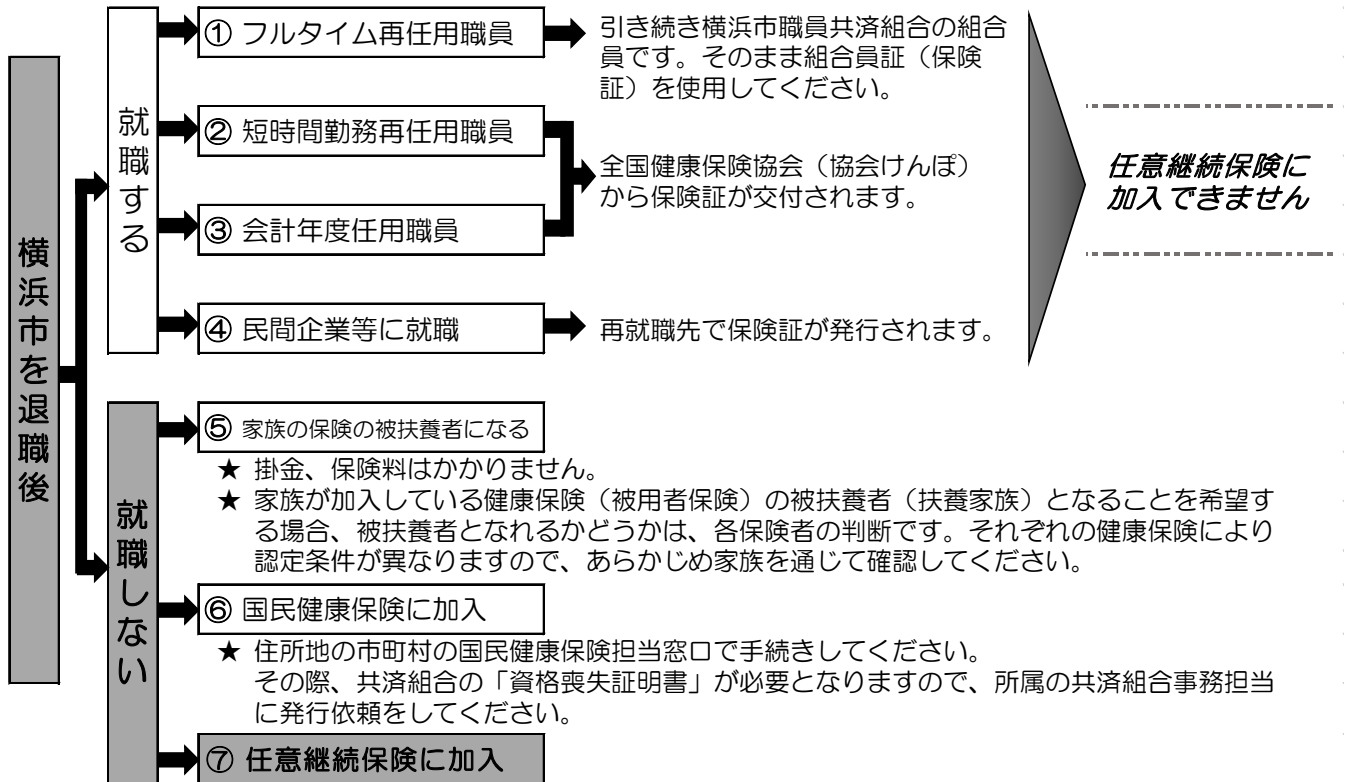 横浜市を退職後
就職する
① フルタイム再任用職員
引き続き横浜市職員共済組合の組合
員です。そのまま組合員証（保険
証）を使用してください。
② 短時間勤務再任用職員
③ 会計年度任用職員
全国健康保険協会（協会けんぽ）
から保険証が交付されます。
④ 民間企業等に就職
再就職先で保険証が発行されます。
任意継続保険に
加入できません
就職しない
⑤ 家族の保険の被扶養者になる
★ 掛金、保険料はかかりません。
★ 家族が加入している健康保険（被用者保険）の被扶養者（扶養家族）となることを希望す
る場合、被扶養者となれるかどうかは、各保険者の判断です。それぞれの健康保険により
認定条件が異なりますので、あらかじめ家族を通じて確認してください。
⑥ 国民健康保険に加入
★ 住所地の市町村の国民健康保険担当窓口で手続きしてください。
その際、共済組合の「資格喪失証明書」が必要となりますので、所属の共済組合事務担当
に発行依頼をしてください。
⑦ 任意継続保険に加入